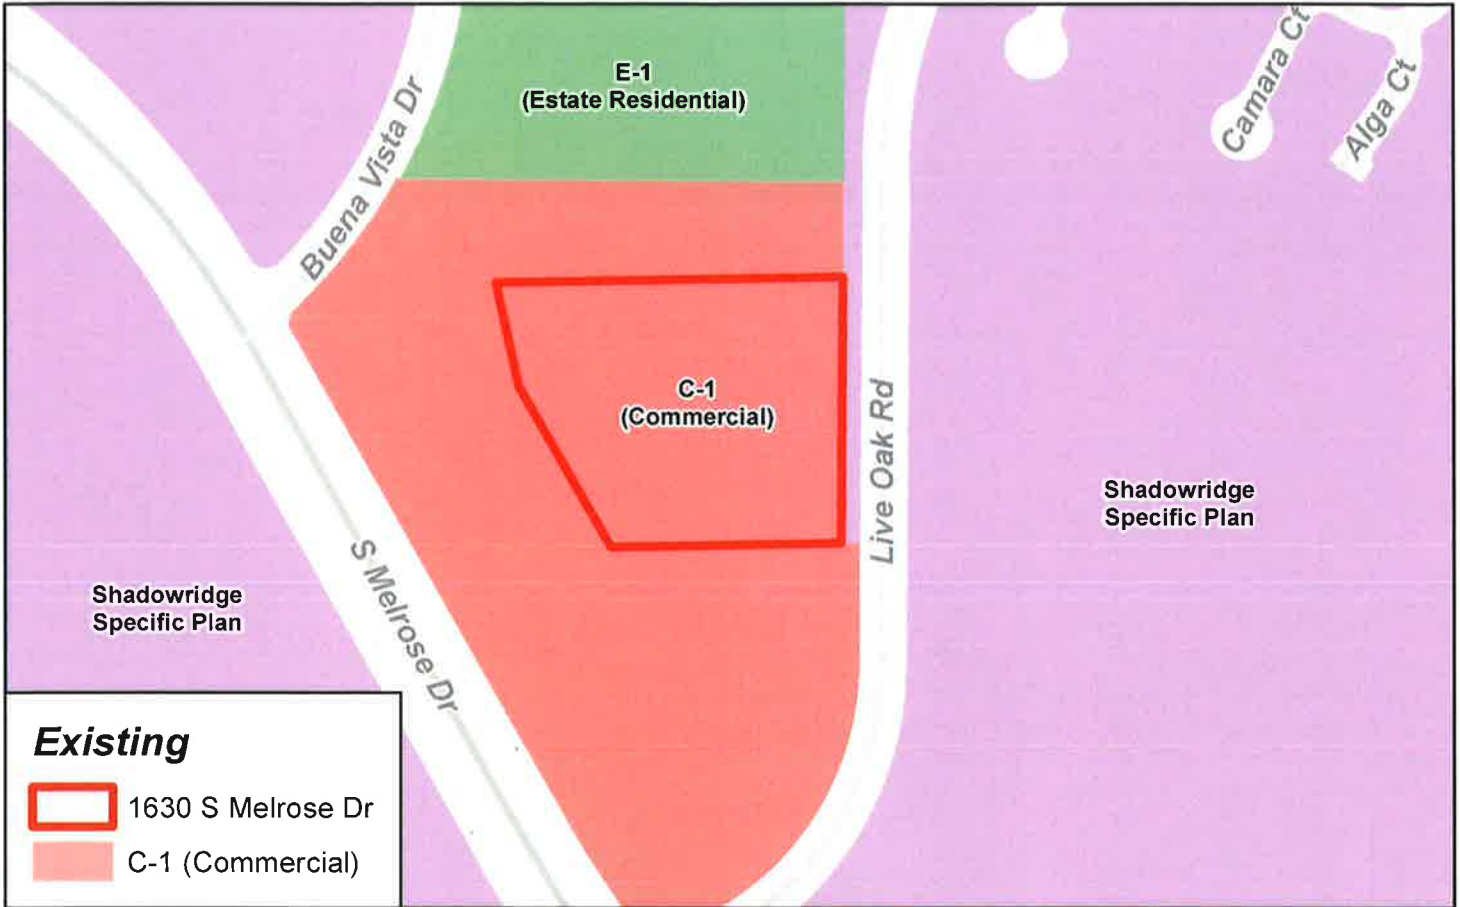 E-1
(Estate Residential)
Camara Ct
Alga Ct
Buena Vista Dr
C-1
(Commercial)
Live Oak Rd
Shadowridge
Specific Plan
S Melrose Dr
Shadowridge
Specific Plan
Existing
1630 S Melrose Dr
C-1 (Commercial)